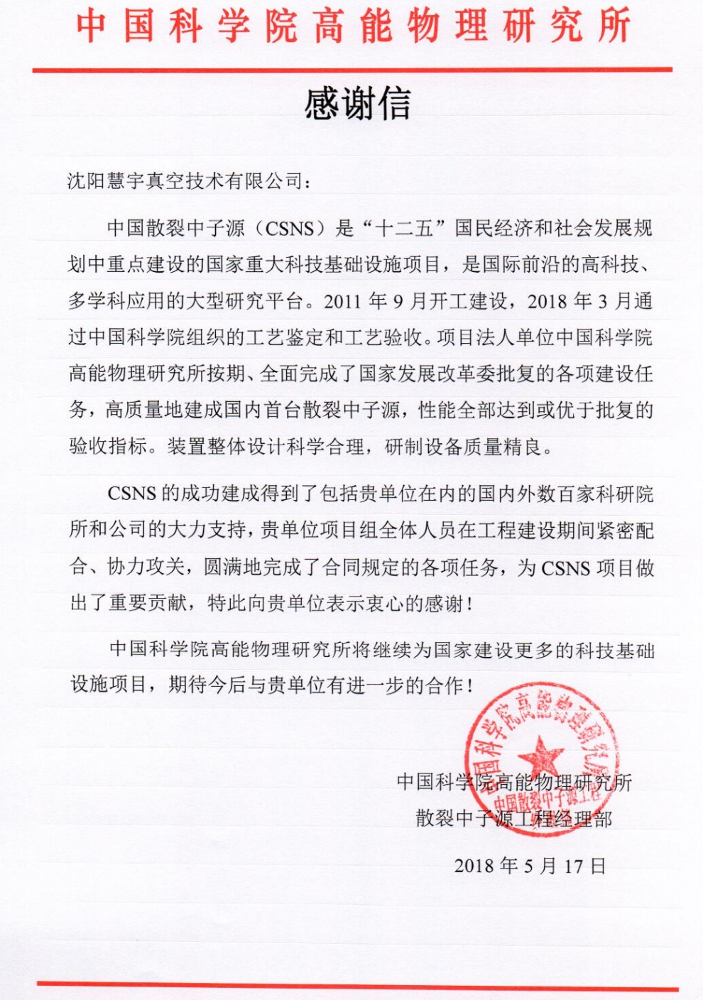 中国科学院高能物理研究所
感谢信
沈阳慧宇真空技术有限公司：
中国散裂中子源（CSNS）是“十二五”国民经济和社会发展规
划中重点建设的国家重大科技基础设施项目，是国际前沿的高科技、
多学科应用的大型研究平台。2011 年 9 月开工建设，2018 年 3 月通
过中国科学院组织的工艺鉴定和工艺验收。项目法人单位中国科学院
高能物理研究所按期、全面完成了国家发展改革委批复的各项建设任
务，高质量地建成国内首台散裂中子源，性能全部达到或优于批复的
验收指标。装置整体设计科学合理，研制设备质量精良。
CSNS 的成功建成得到了包括贵单位在内的国内外数百家科研院
所和公司的大力支持，贵单位项目组全体人员在工程建设期间紧密配
合、协力攻关，圆满地完成了合同规定的各项任务，为 CSNS 项目做
出了重要贡献，特此向贵单位表示衷心的感谢！
中国科学院高能物理研究所将继续为国家建设更多的科技基础
设施项目，期待今后与贵单位有进一步的合作！
中国科学院高能物理研究所
中国散裂中子源工程
中国科学院高能物理研究所
散裂中子源工程经理部
2018 年 5 月 17 日